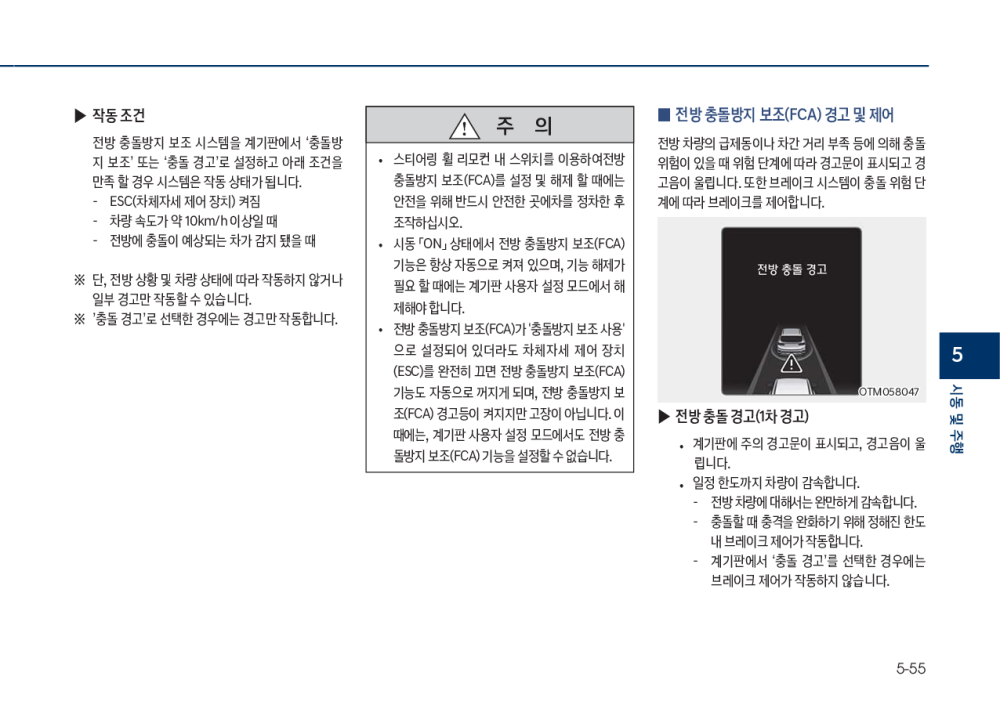 ▶ 작동 조건
전방 충돌방지 보조 시스템을 계기판에서 ‘충돌방
지 보조’ 또는 ‘충돌 경고’로 설정하고 아래 조건을
만족 할 경우 시스템은 작동 상태가 됩니다.
- ESC(차체자세 제어 장치) 켜짐
- 차량 속도가 약 10km/h 이상일 때
- 전방에 충돌이 예상되는 차가 감지 됐을 때
※ 단, 전방 상황 및 차량 상태에 따라 작동하지 않거나
일부 경고만 작동할 수 있습니다.
※ '충돌 경고'로 선택한 경우에는 경고만 작동합니다.
주 의
• 스티어링 휠 리모컨 내 스위치를 이용하여전방
충돌방지 보조(FCA)를 설정 및 해제 할 때에는
안전을 위해 반드시 안전한 곳에차를 정차한 후
조작하십시오.
• 시동 「ON」 상태에서 전방 충돌방지 보조(FCA)
기능은 항상 자동으로 켜져 있으며, 기능 해제가
필요 할 때에는 계기판 사용자 설정 모드에서 해
제해야 합니다.
• 전방 충돌방지 보조(FCA)가 '충돌방지 보조 사용'
으로 설정되어 있더라도 차체자세 제어 장치
(ESC)를 완전히 끄면 전방 충돌방지 보조(FCA)
기능도 자동으로 꺼지게 되며, 전방 충돌방지 보
조(FCA) 경고등이 켜지지만 고장이 아닙니다. 이
때에는, 계기판 사용자 설정 모드에서도 전방 충
돌방지 보조(FCA) 기능을 설정할 수 없습니다.
■ 전방 충돌방지 보조(FCA) 경고 및 제어
전방 차량의 급제동이나 차간 거리 부족 등에 의해 충돌
위험이 있을 때 위험 단계에 따라 경고문이 표시되고 경
고음이 울립니다. 또한 브레이크 시스템이 충돌 위험 단
계에 따라 브레이크를 제어합니다.
전방 충돌 경고
OTM058047
▶ 전방 충돌 경고(1차 경고)
• 계기판에 주의 경고문이 표시되고, 경고음이 울
립니다.
• 일정 한도까지 차량이 감속합니다.
- 전방 차량에 대해서는 완만하게 감속합니다.
- 충돌할 때 충격을 완화하기 위해 정해진 한도
내 브레이크 제어가 작동합니다.
- 계기판에서 ‘충돌 경고’를 선택한 경우에는
브레이크 제어가 작동하지 않습니다.
5
시동 및 주행
5-55